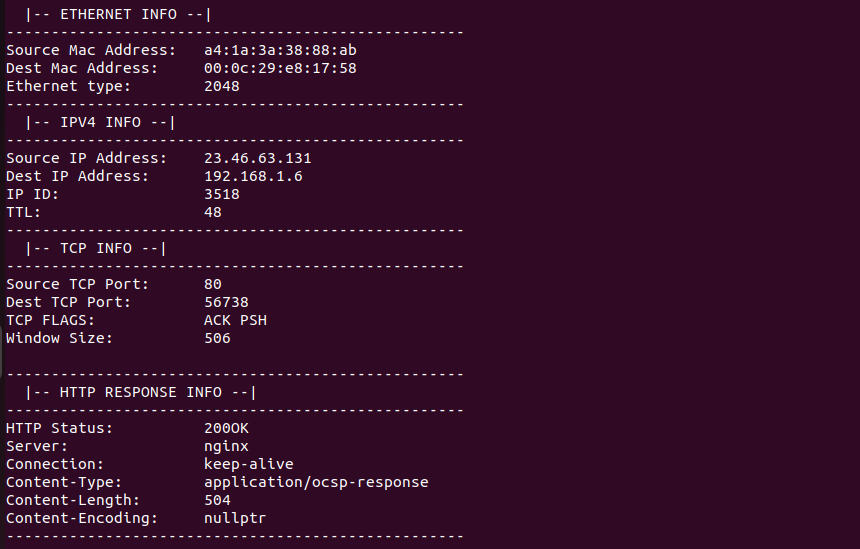 |-- ETHERNET INFO --|
---------------------------------------------------
Source Mac Address: a4:1a:3a:38:88:ab
Dest Mac Address: 00:0c:29:e8:17:58
Ethernet type: 2048
---------------------------------------------------
|-- IPV4 INFO --|
---------------------------------------------------
Source IP Address: 23.46.63.131
Dest IP Address: 192.168.1.6
IP ID: 3518
TTL: 48
---------------------------------------------------
|-- TCP INFO --|
---------------------------------------------------
Source TCP Port: 80
Dest TCP Port: 56738
TCP FLAGS: ACK PSH
Window Size: 506
---------------------------------------------------
|-- HTTP RESPONSE INFO --|
---------------------------------------------------
HTTP Status: 200OK
Server: nginx
Connection: keep-alive
Content-Type: application/ocsp-response
Content-Length: 504
Content-Encoding: nullptr
---------------------------------------------------